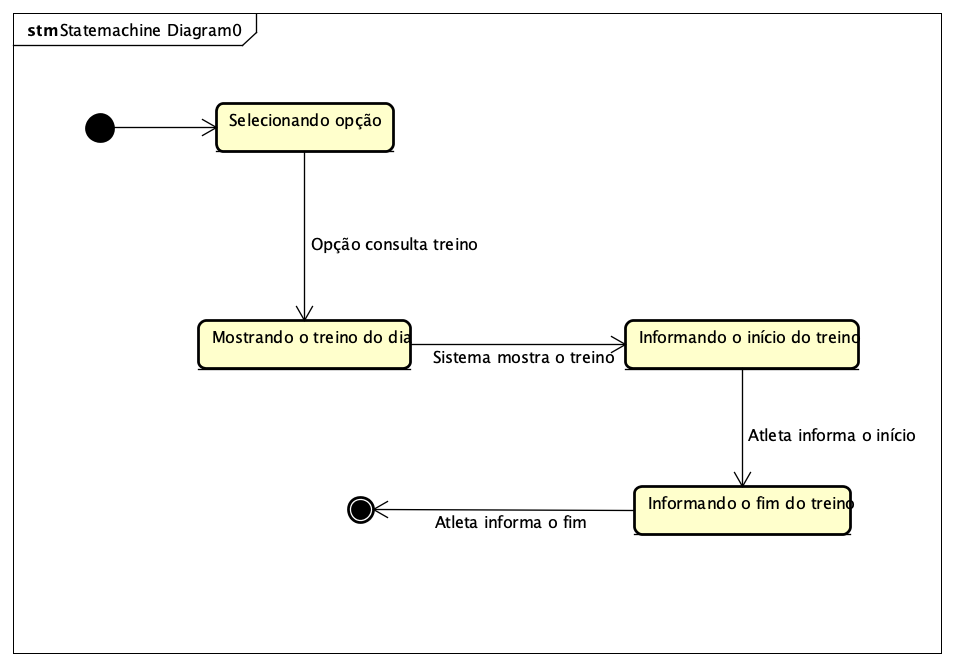 stm Statemachine Diagram0
Selecionando opção
Opção consulta treino
Mostrando o treino do dia
Sistema mostra o treino
Informando o início do treino
Atleta informa o início
Informando o fim do treino
Atleta informa o fim